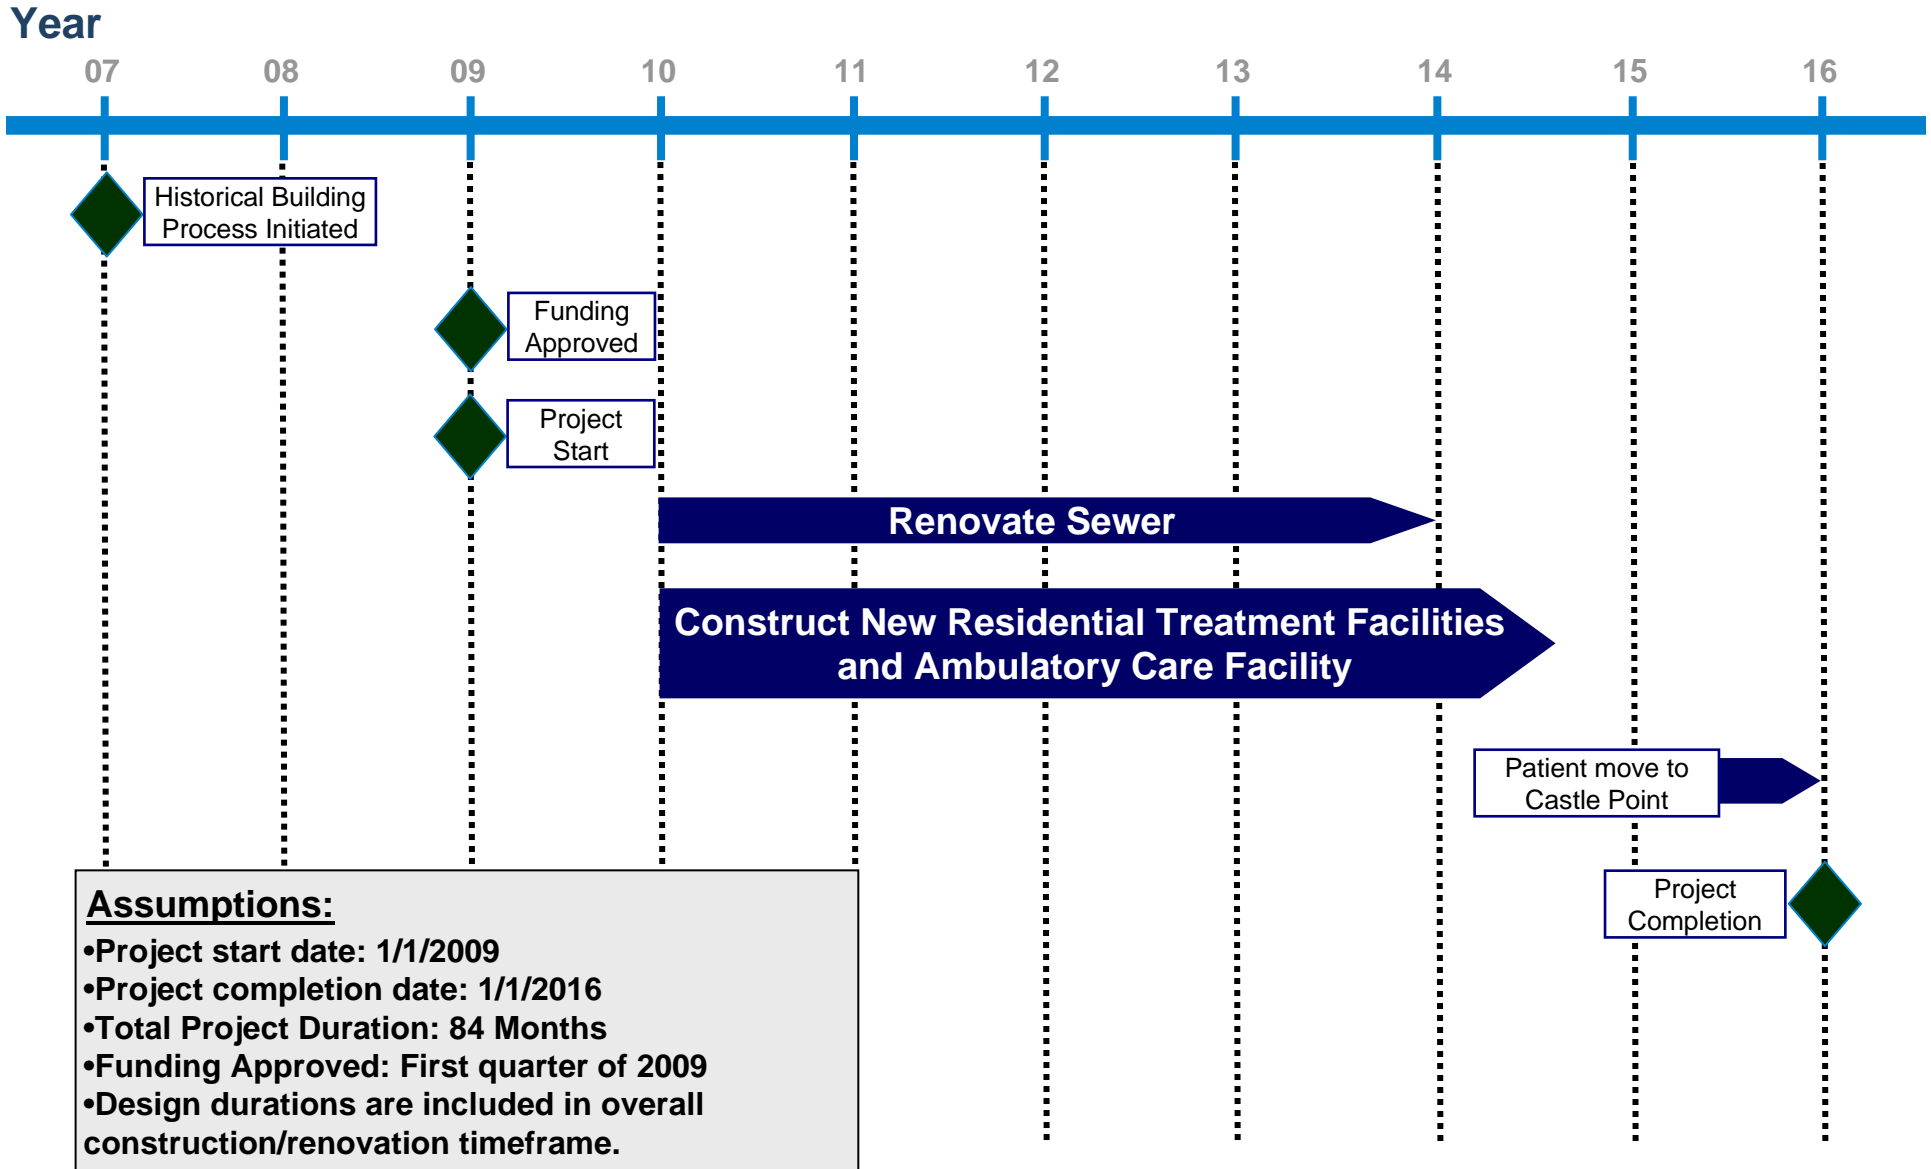 Year
07 08 09 10 11 12 13 14 15 16
Historical Building
Process Initiated
Funding
Approved
Project
Start
Renovate Sewer
Construct New Residential Treatment Facilities
and Ambulatory Care Facility
Patient move to
Castle Point
Project
Completion
Assumptions:
•Project start date: 1/1/2009
•Project completion date: 1/1/2016
•Total Project Duration: 84 Months
•Funding Approved: First quarter of 2009
•Design durations are included in overall
construction/renovation timeframe.